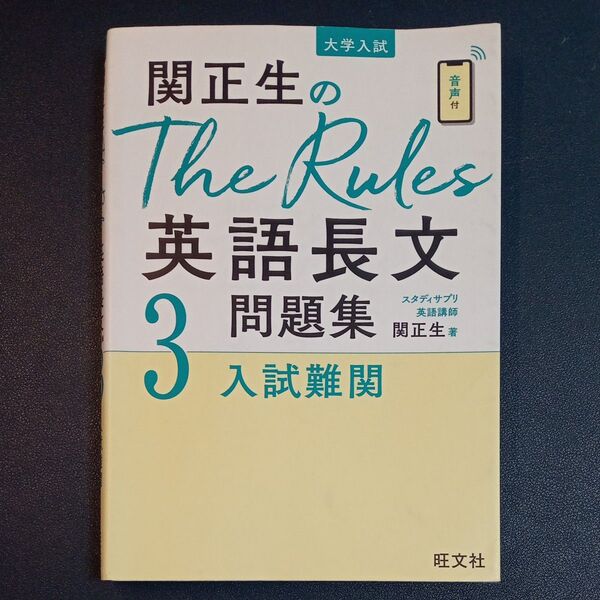 大学入試
関正生の
音声付
The Rules
英語長文
3
問題集
スタディサプリ
英語講師
関正生 著
入試難関
旺文社